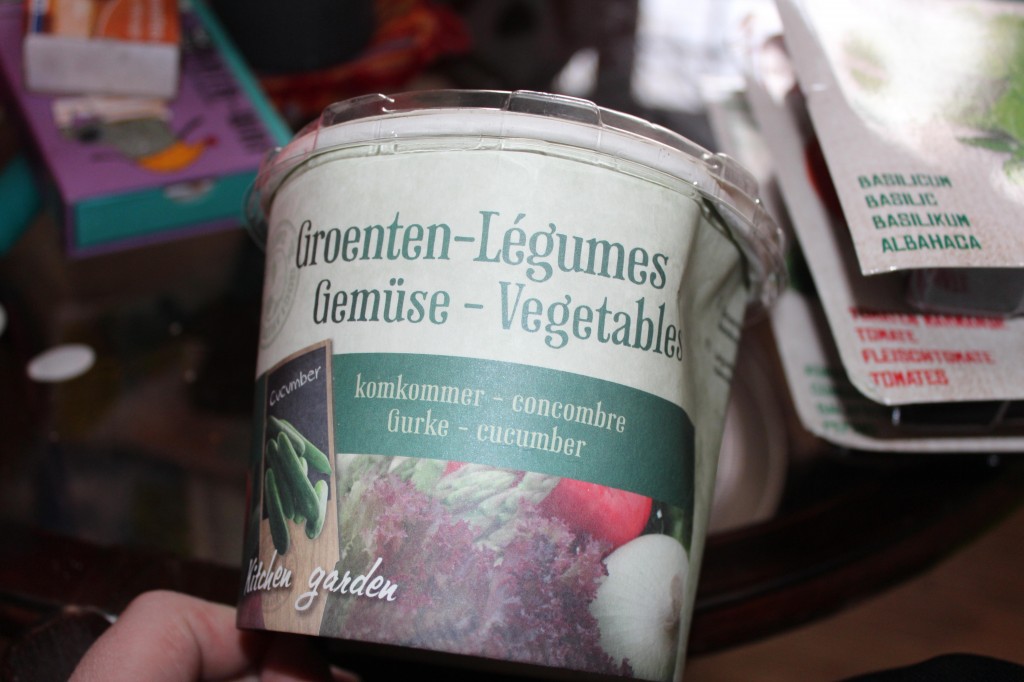 Groenten-Légumes
Gemüse - Vegetables
Cucumber
komkommer - concombre
Gurke - cucumber
Kitchen garden
BASILICUM
BASILIC
BASILIKUM
ALBAHACA
TOMATE
FLEISCHTOMATE
TOMATES